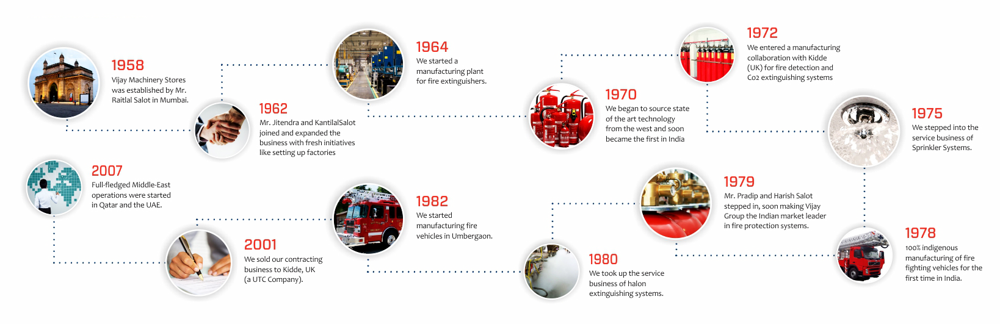 1958
Vijay Machinery Stores
was established by Mr.
Raitlal Salot in Mumbai.
1962
Mr. Jitendra and KantilalSalot
joined and expanded the
business with fresh initiatives
like setting up factories
1964
We started a
manufacturing plant
for fire extinguishers.
1970
We began to source state
of the art technology
from the west and soon
became the first in India
1972
We entered a manufacturing
collaboration with Kidde
(UK) for fire detection and
Co2 extinguishing systems
1975
We stepped into the
service business of
Sprinkler Systems.
1978
100% indigenous
manufacturing of fire
fighting vehicles for the
first time in India.
1979
Mr. Pradip and Harish Salot
stepped in, soon making Vijay
Group the Indian market leader
in fire protection systems.
1980
We took up the service
business of halon
extinguishing systems.
1982
We started
manufacturing fire
vehicles in Umbergaon.
2001
We sold our contracting
business to Kidde, UK
(a UTC Company).
2007
Full-fledged Middle-East
operations were started
in Qatar and the UAE.